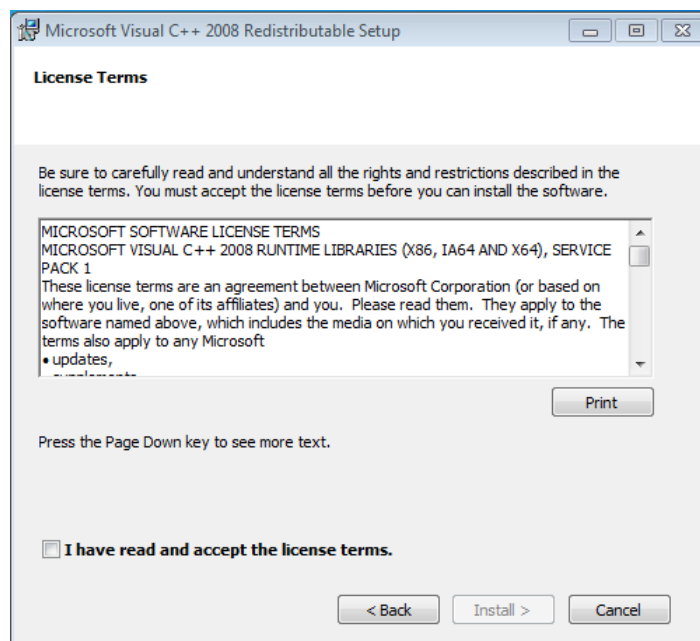 Microsoft Visual C++ 2008 Redistributable Setup
License Terms
Be sure to carefully read and understand all the rights and restrictions described in the
license terms. You must accept the license terms before you can install the software.
MICROSOFT SOFTWARE LICENSE TERMS
MICROSOFT VISUAL C++ 2008 RUNTIME LIBRARIES (X86, IA64 AND X64), SERVICE
PACK 1
These license terms are an agreement between Microsoft Corporation (or based on
where you live, one of its affiliates) and you.  Please read them.  They apply to the
software named above, which includes the media on which you received it, if any.  The
terms also apply to any Microsoft
• updates,
Print
Press the Page Down key to see more text.
I have read and accept the license terms.
< Back
Install >
Cancel